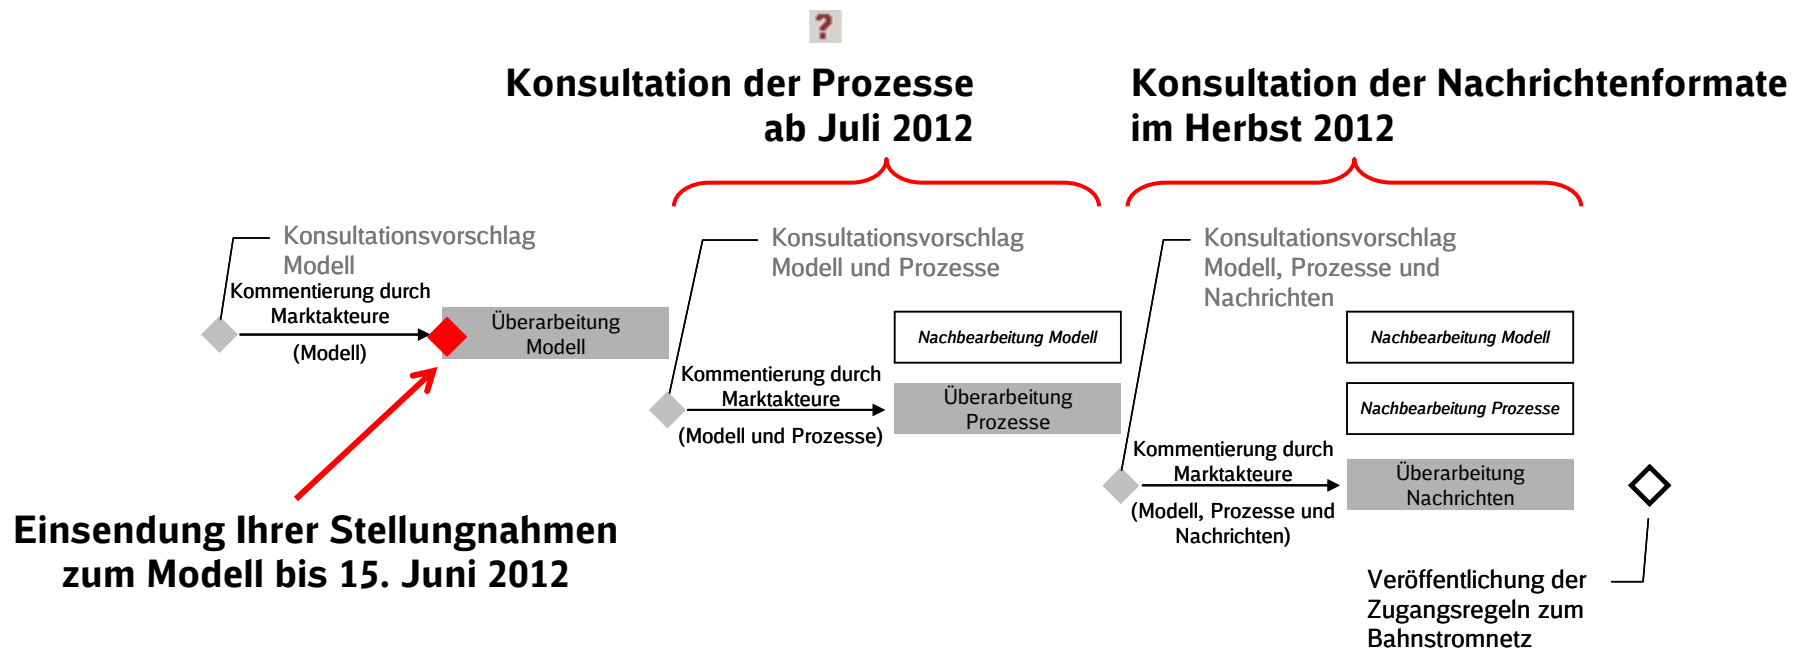 ?
Konsultation der Prozesse
ab Juli 2012
Konsultation der Nachrichtenformate
im Herbst 2012
Konsultationsvorschlag
Modell
Kommentierung durch
Marktakteure
(Modell)
Überarbeitung
Modell
Einsendung Ihrer Stellungnahmen
zum Modell bis 15. Juni 2012
Konsultationsvorschlag
Modell und Prozesse
Nachbearbeitung Modell
Kommentierung durch
Marktakteure
(Modell und Prozesse)
Überarbeitung
Prozesse
Konsultationsvorschlag
Modell, Prozesse und
Nachrichten
Nachbearbeitung Modell
Nachbearbeitung Prozesse
Kommentierung durch
Marktakteure
(Modell, Prozesse und
Nachrichten)
Überarbeitung
Nachrichten
Veröffentlichung der
Zugangsregeln zum
Bahnstromnetz